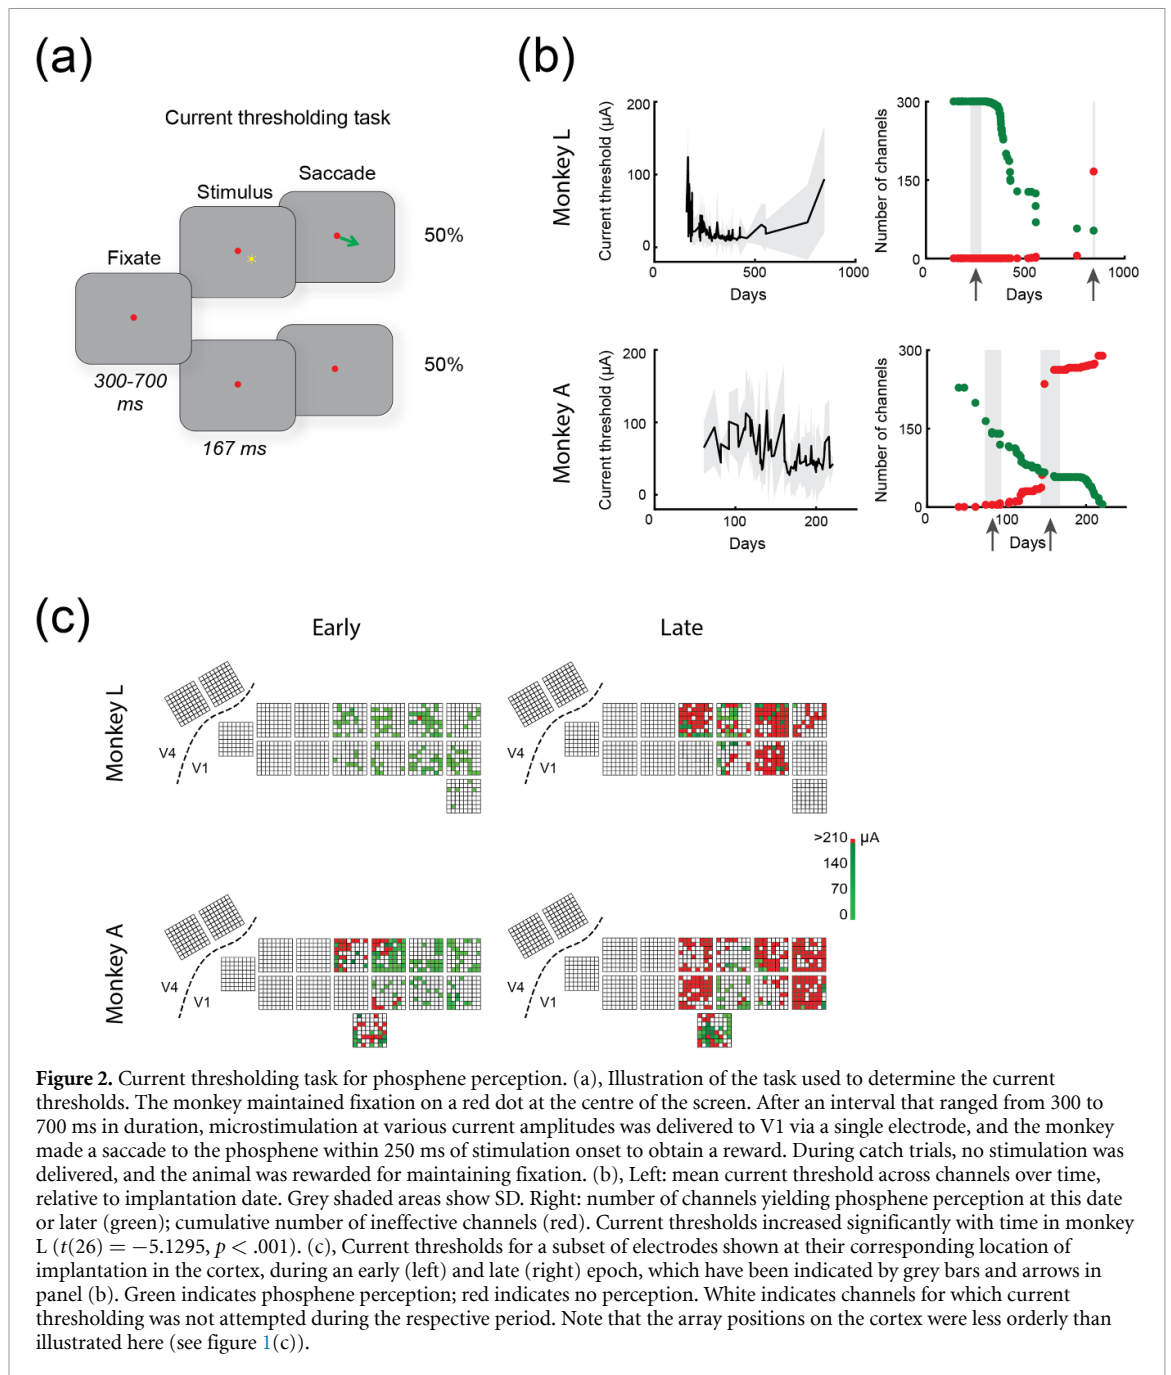 (a)
Current thresholding task
Fixate
Stimulus
Saccade
50%
50%
300-700
ms
167 ms
(b)
Monkey L
Current threshold (µA)
200
100
0
0
500
1000
Days
Number of channels
300
150
0
0
500
1000
Days
Monkey A
Current threshold (µA)
200
100
0
0
100
200
Days
Number of channels
300
150
0
0
100
200
Days
(c)
Early
Late
Monkey L
V4
V1
V4
V1
>210 µA
140
70
0
Monkey A
V4
V1
V4
V1
Figure 2. Current thresholding task for phosphene perception. (a), Illustration of the task used to determine the current
thresholds. The monkey maintained fixation on a red dot at the centre of the screen. After an interval that ranged from 300 to
700 ms in duration, microstimulation at various current amplitudes was delivered to V1 via a single electrode, and the monkey
made a saccade to the phosphene within 250 ms of stimulation onset to obtain a reward. During catch trials, no stimulation was
delivered, and the animal was rewarded for maintaining fixation. (b), Left: mean current threshold across channels over time,
relative to implantation date. Grey shaded areas show SD. Right: number of channels yielding phosphene perception at this date
or later (green); cumulative number of ineffective channels (red). Current thresholds increased significantly with time in monkey
L (t(26) = −5.1295, p < .001). (c), Current thresholds for a subset of electrodes shown at their corresponding location of
implantation in the cortex, during an early (left) and late (right) epoch, which have been indicated by grey bars and arrows in
panel (b). Green indicates phosphene perception; red indicates no perception. White indicates channels for which current
thresholding was not attempted during the respective period. Note that the array positions on the cortex were less orderly than
illustrated here (see figure 1(c)).